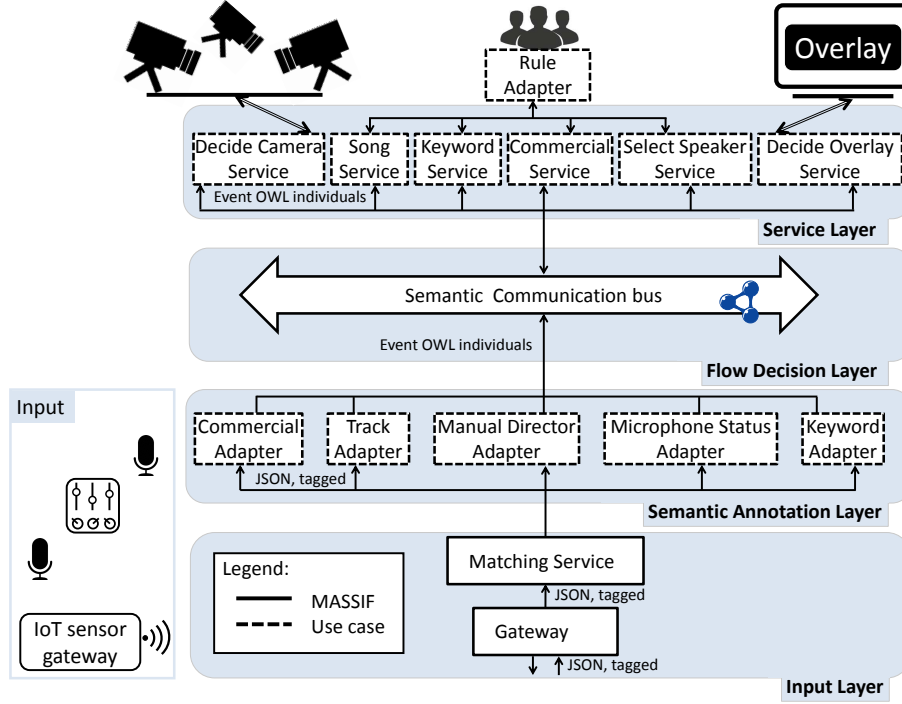 Overlay
Rule
Adapter
Decide Camera
Service
Song
Service
Keyword
Service
Commercial
Service
Select Speaker
Service
Decide Overlay
Service
Event OWL individuals
Service Layer
Semantic Communication bus
Event OWL individuals
Flow Decision Layer
Input
Commercial
Adapter
Track
Adapter
Manual Director
Adapter
Microphone Status
Adapter
Keyword
Adapter
JSON, tagged
Semantic Annotation Layer
Matching Service
JSON, tagged
Gateway
JSON, tagged
Legend:
MASSIF
Use case
IoT sensor
gateway
Input Layer